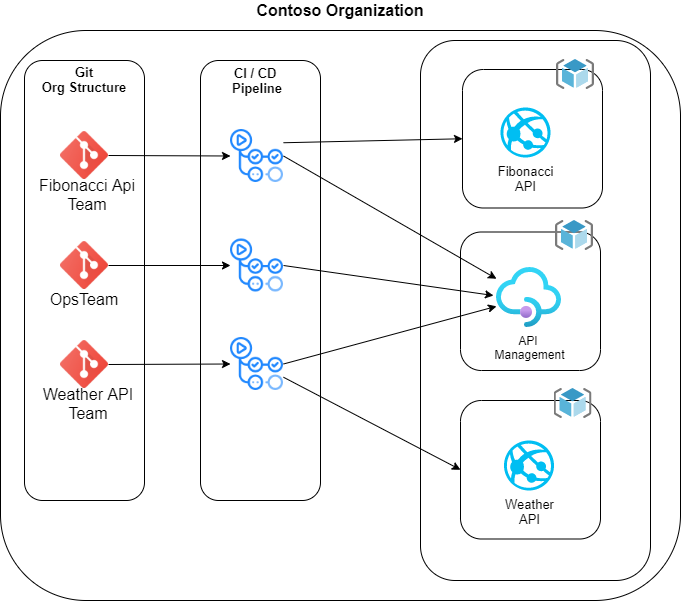 Contoso Organization
Git
Org Structure
CI / CD
Pipeline
Fibonacci Api
Team
OpsTeam
Weather API
Team
Fibonacci
API
API
Management
Weather
API